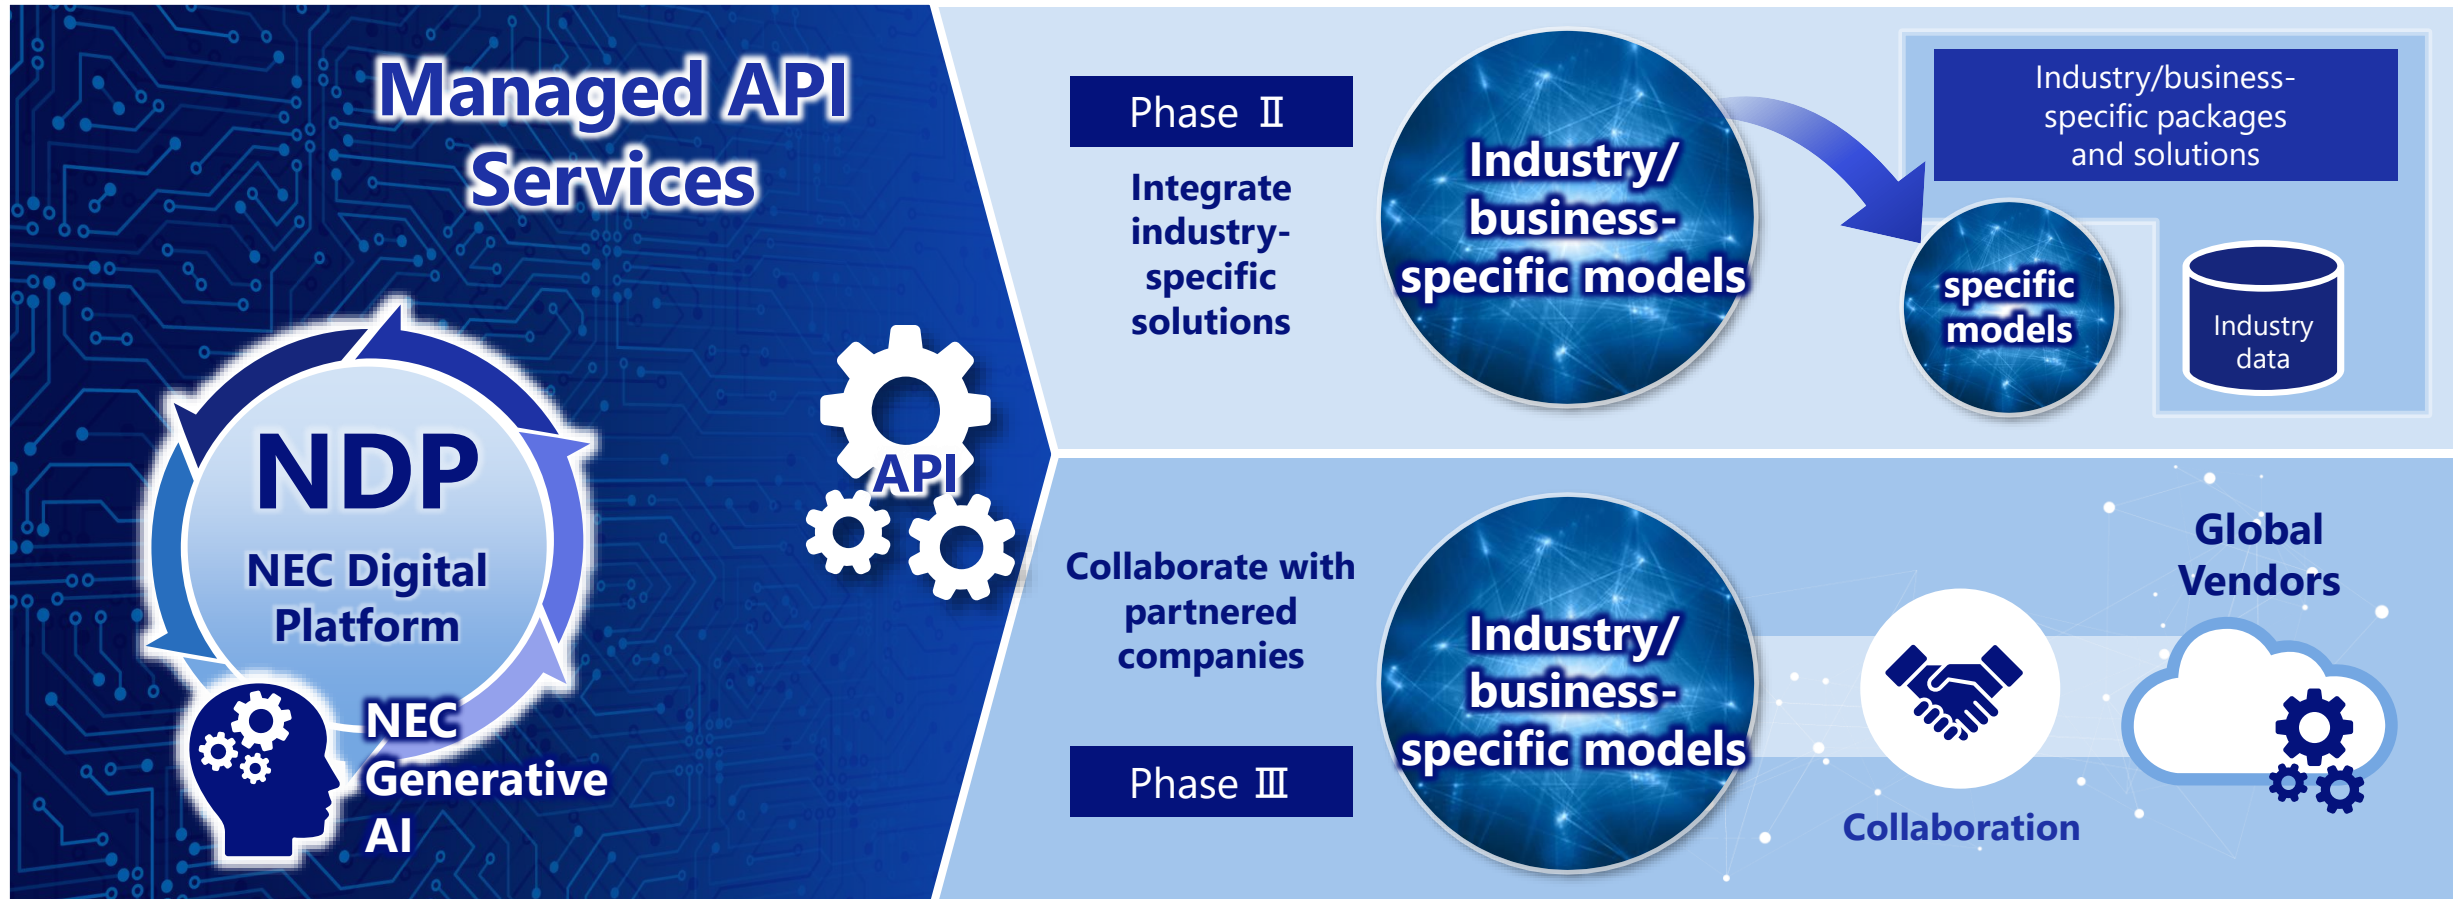 Managed API
Services
NDP
NEC Digital
Platform
NEC
Generative
AI
API
Phase Ⅱ
Integrate
industry-
specific
solutions
Industry/
business-
specific models
Industry/business-
specific packages
and solutions
specific
models
Industry
data
Collaborate with
partnered
companies
Phase Ⅲ
Industry/
business-
specific models
Collaboration
Global
Vendors